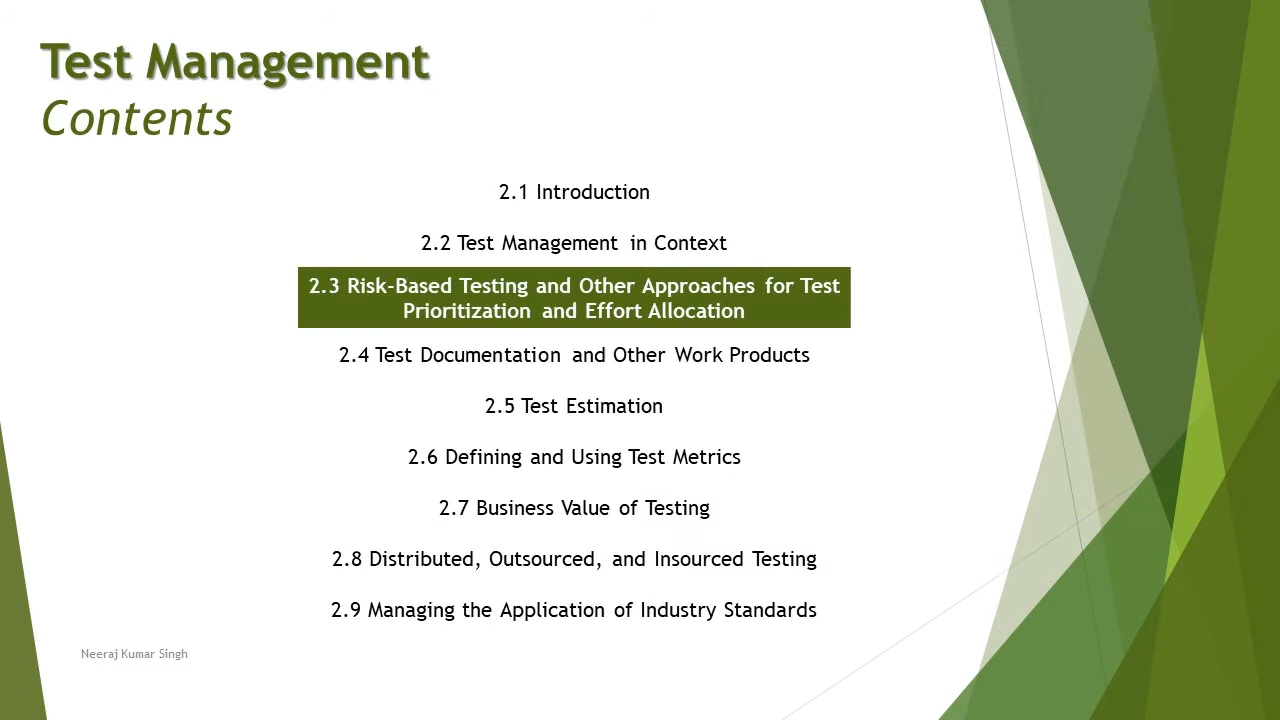 Test Management
Contents
2.1 Introduction
2.2 Test Management in Context
2.3 Risk-Based Testing and Other Approaches for Test
Prioritization and Effort Allocation
2.4 Test Documentation and Other Work Products
2.5 Test Estimation
2.6 Defining and Using Test Metrics
2.7 Business Value of Testing
2.8 Distributed, Outsourced, and Insourced Testing
2.9 Managing the Application of Industry Standards
Neeraj Kumar Singh